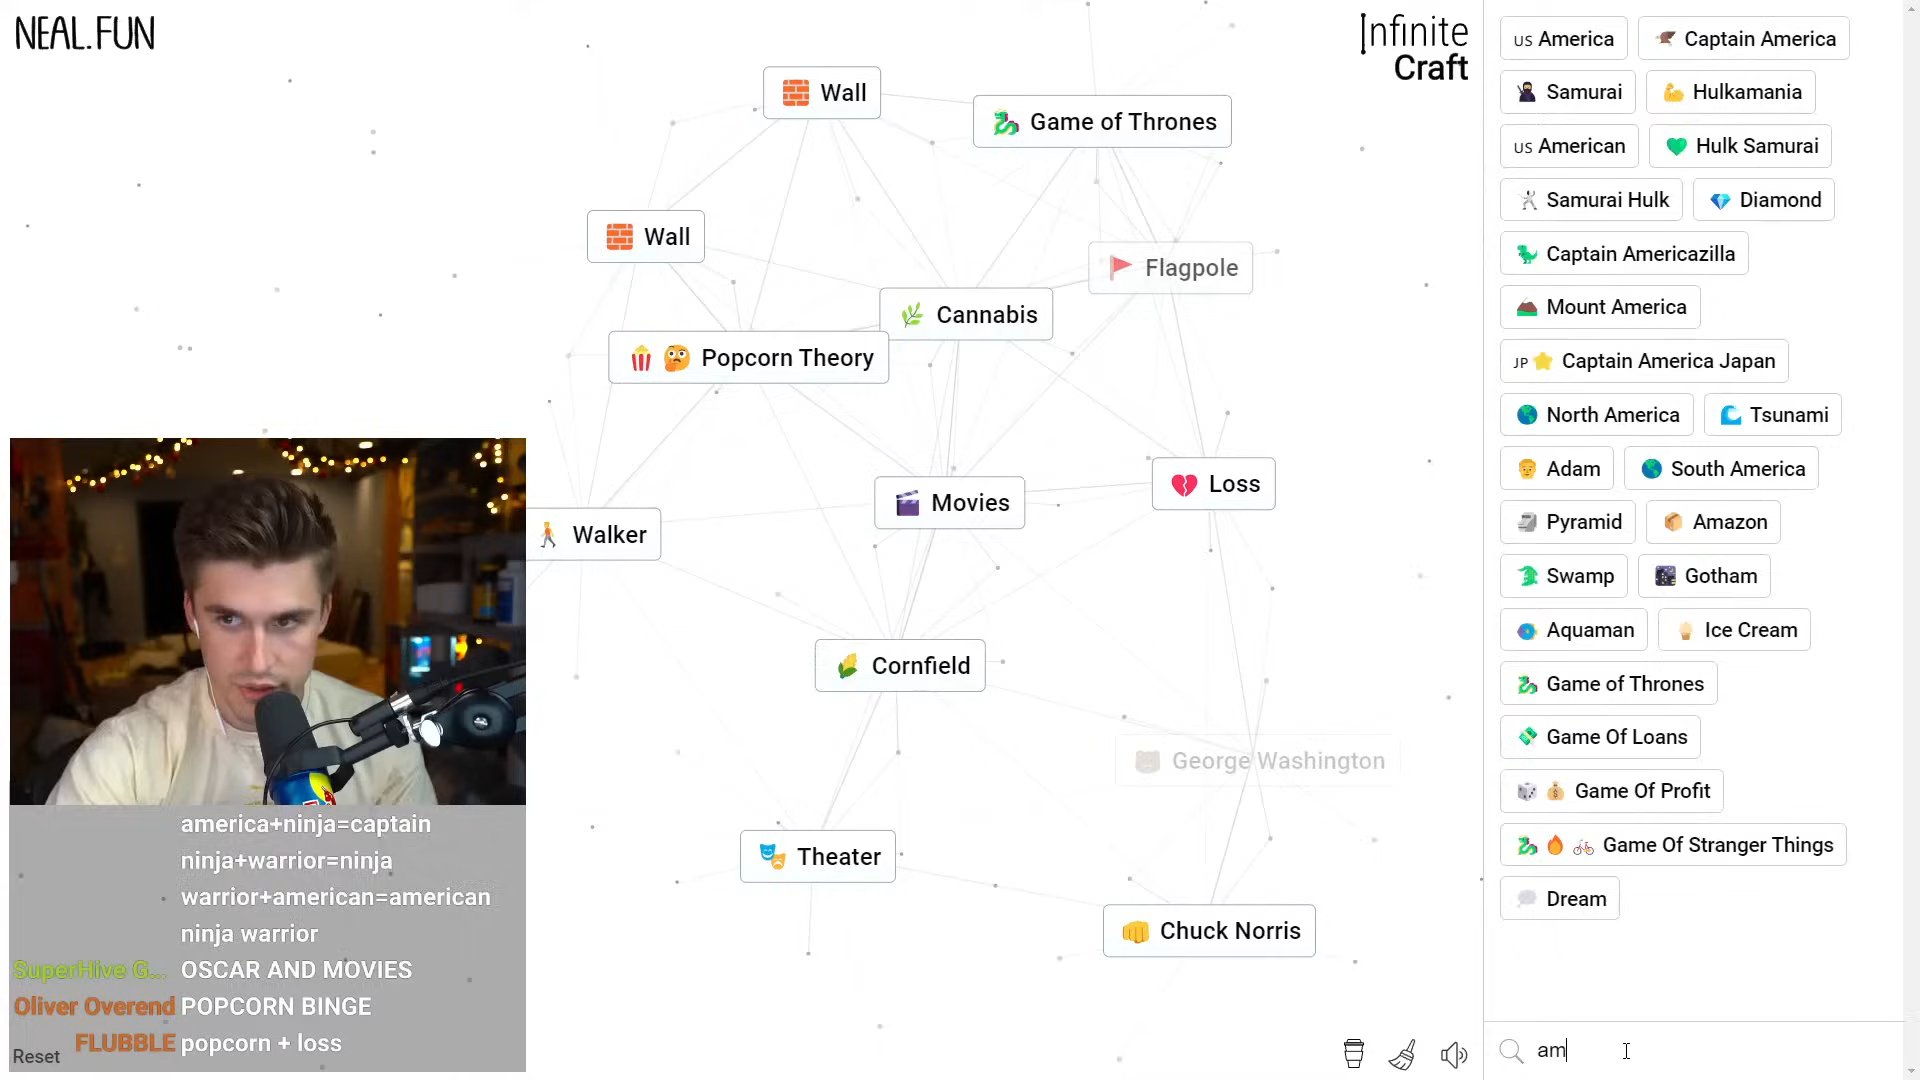 NEAL.FUN
Infinite
Craft
Wall
Game of Thrones
Wall
Flagpole
Cannabis
Popcorn Theory
Movies
Loss
Walker
Cornfield
George Washington
Theater
Chuck Norris
america+ninja=captain
ninja+warrior=ninja
warrior+american=american
ninja warrior
SuperHive G... OSCAR AND MOVIES
Oliver Overend POPCORN BINGE
FLUBBLE popcorn + loss
Reset
US America
Captain America
Samurai
Hulkamania
US American
Hulk Samurai
Samurai Hulk
Diamond
Captain Americazilla
Mount America
JP Captain America Japan
North America
Tsunami
Adam
South America
Pyramid
Amazon
Swamp
Gotham
Aquaman
Ice Cream
Game of Thrones
Game Of Loans
Game Of Profit
Game Of Stranger Things
Dream
am